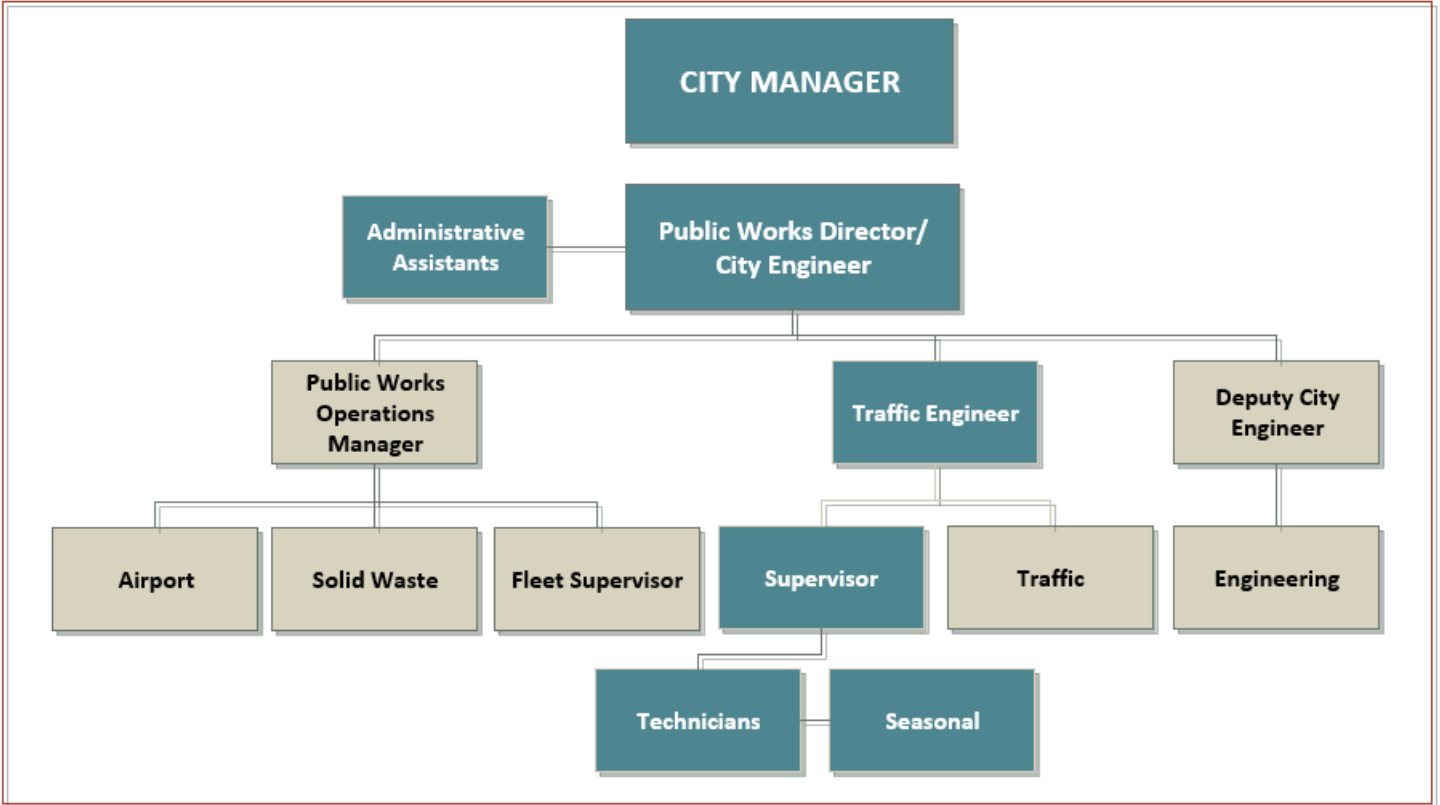 CITY MANAGER
Administrative
Assistants
Public Works Director/
City Engineer
Public Works
Operations
Manager
Traffic Engineer
Deputy City
Engineer
Airport
Solid Waste
Fleet Supervisor
Supervisor
Traffic
Engineering
Technicians
Seasonal